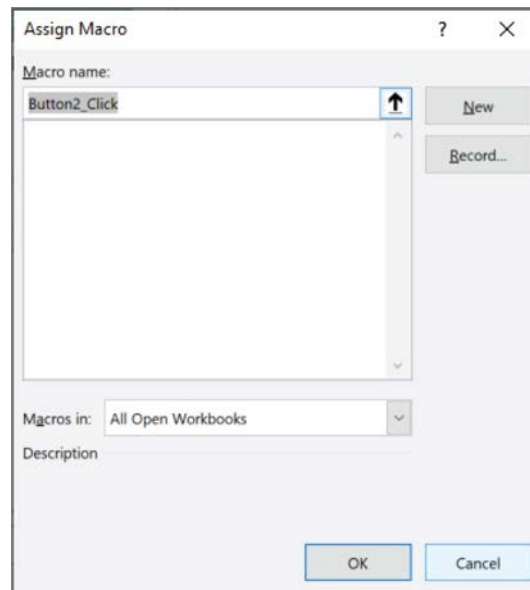 Assign Macro ?
Macro name:
Button2_Click
New
Record...
Macros in: All Open Workbooks
Description
OK Cancel